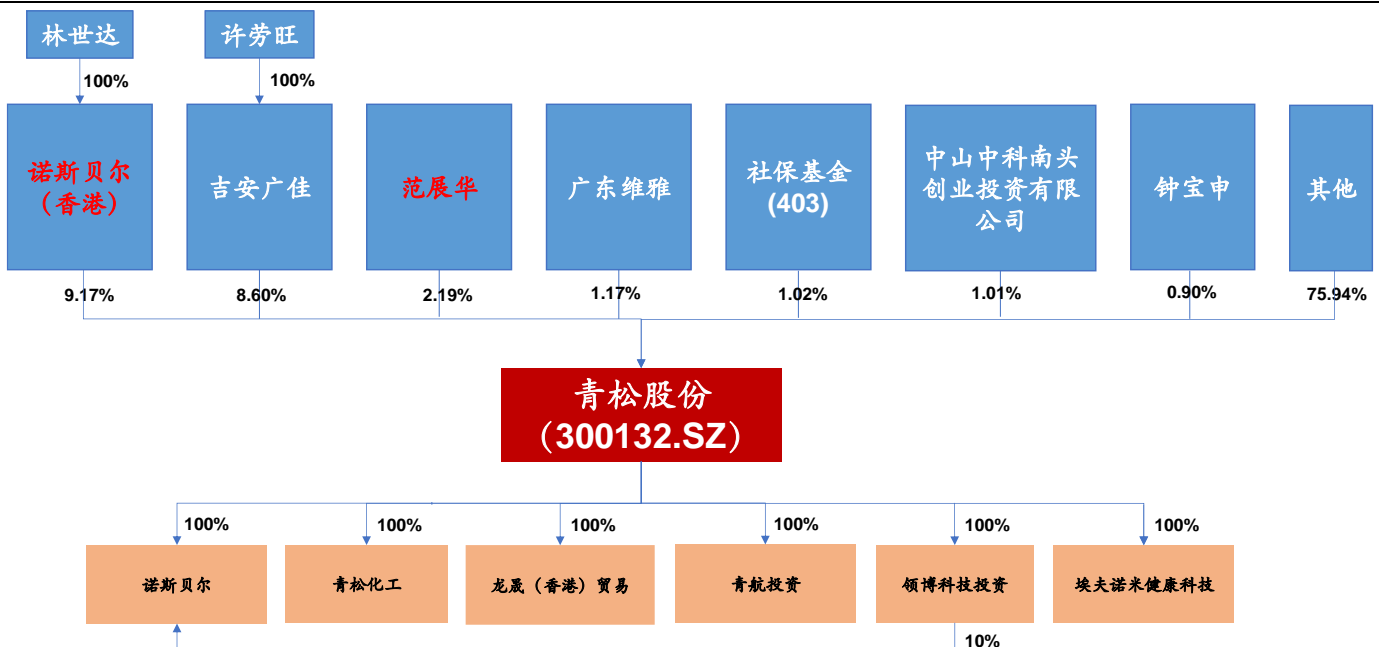 林世达
许劳旺
100%
100%
诺斯贝尔
（香港）
吉安广佳
范展华
广东维雅
社保基金
(403)
中山中科南头
创业投资有限
公司
钟宝申
其他
9.17%
8.60%
2.19%
1.17%
1.02%
1.01%
0.90%
75.94%
青松股份
（300132.SZ）
100%
100%
100%
100%
100%
100%
诺斯贝尔
青松化工
龙晟（香港）贸易
青航投资
领博科技投资
埃夫诺米健康科技
10%